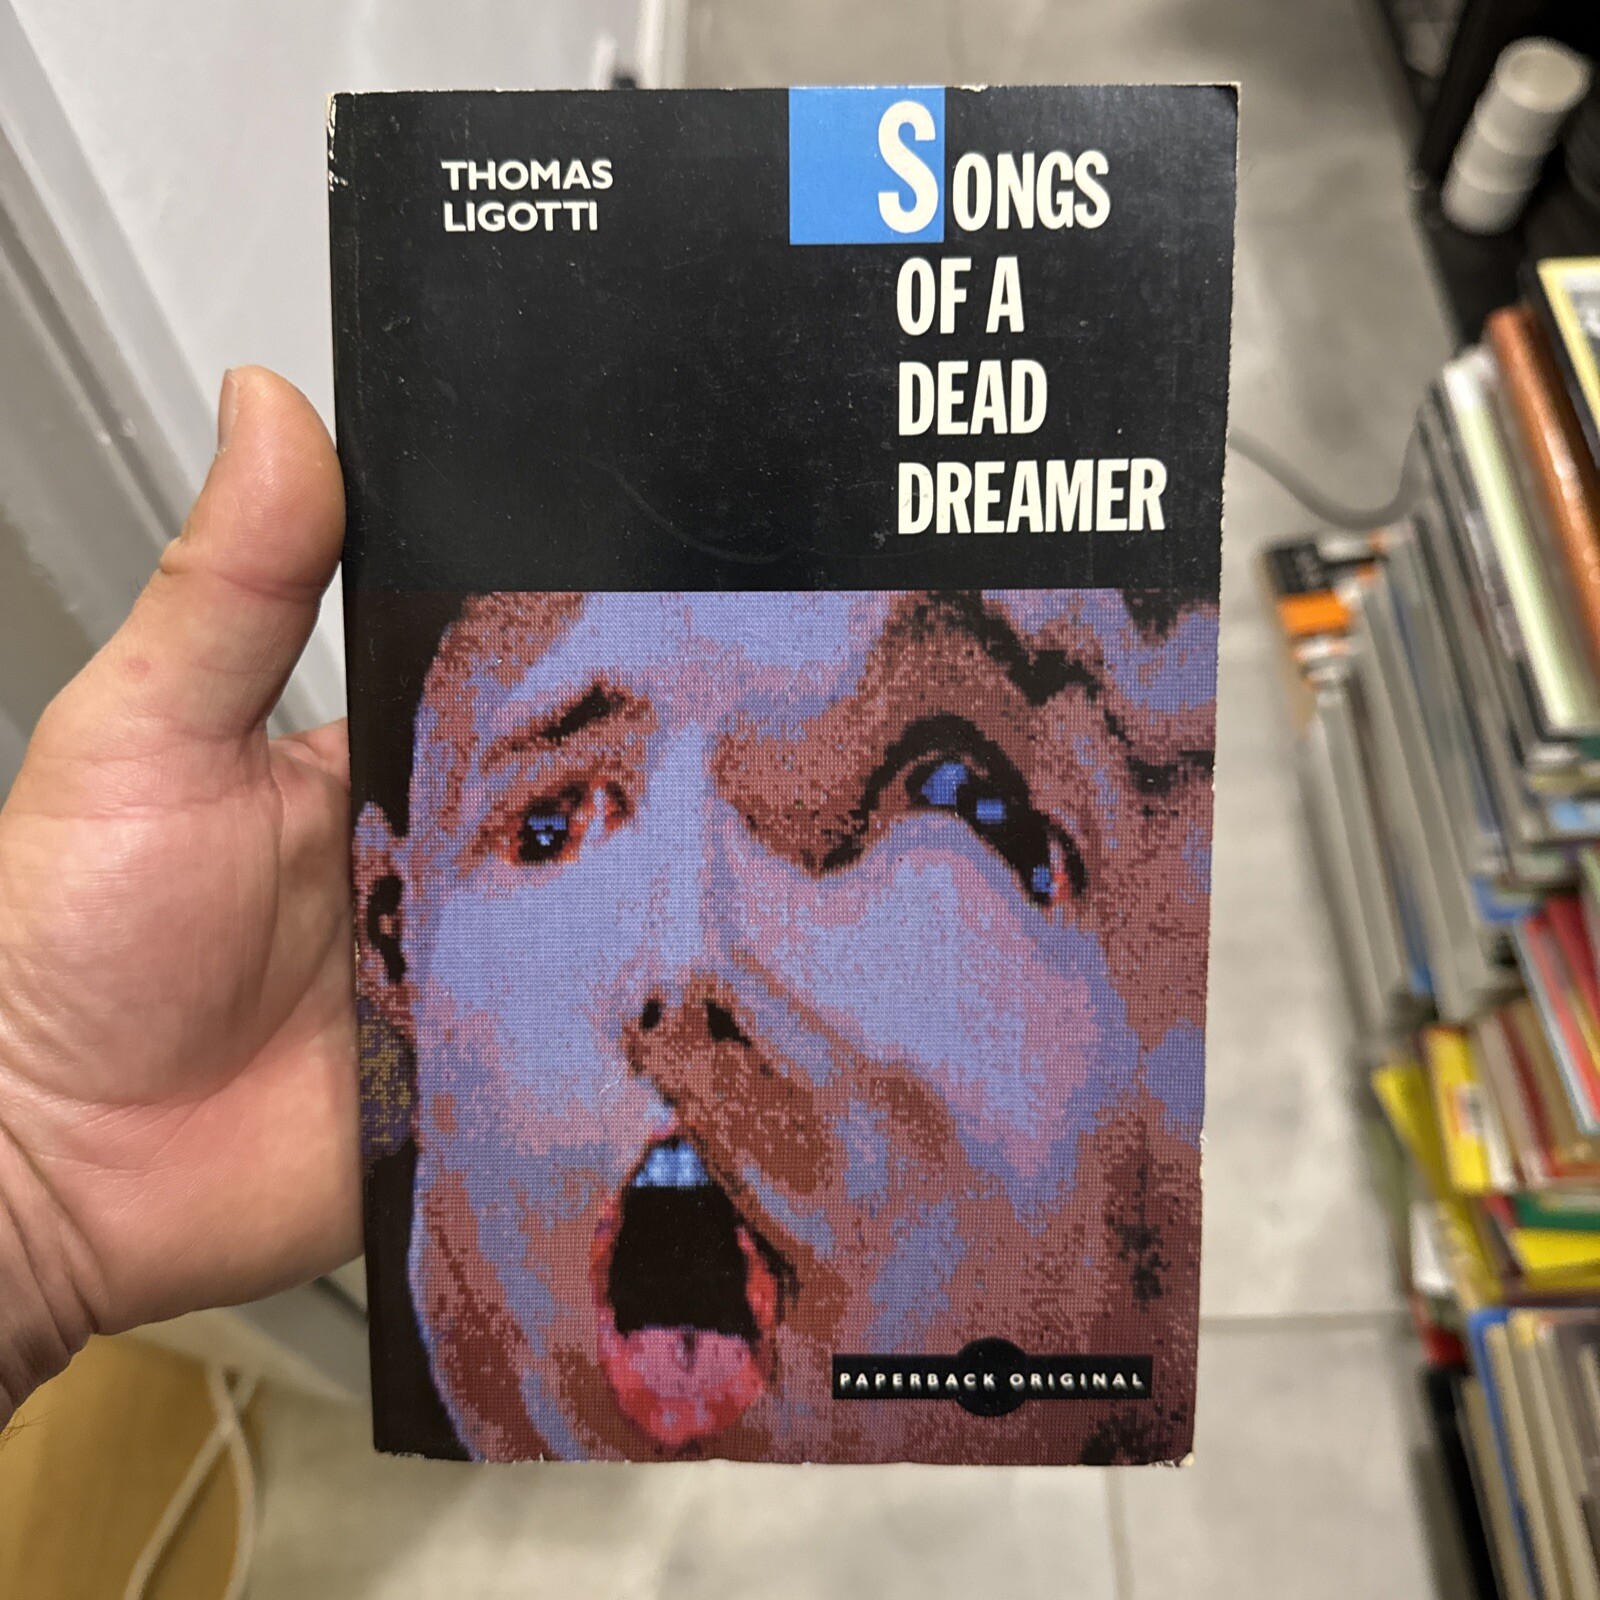 THOMAS
LIGOTTI
SONGS
OF A
DEAD
DREAMER
PAPERBACK ORIGINAL